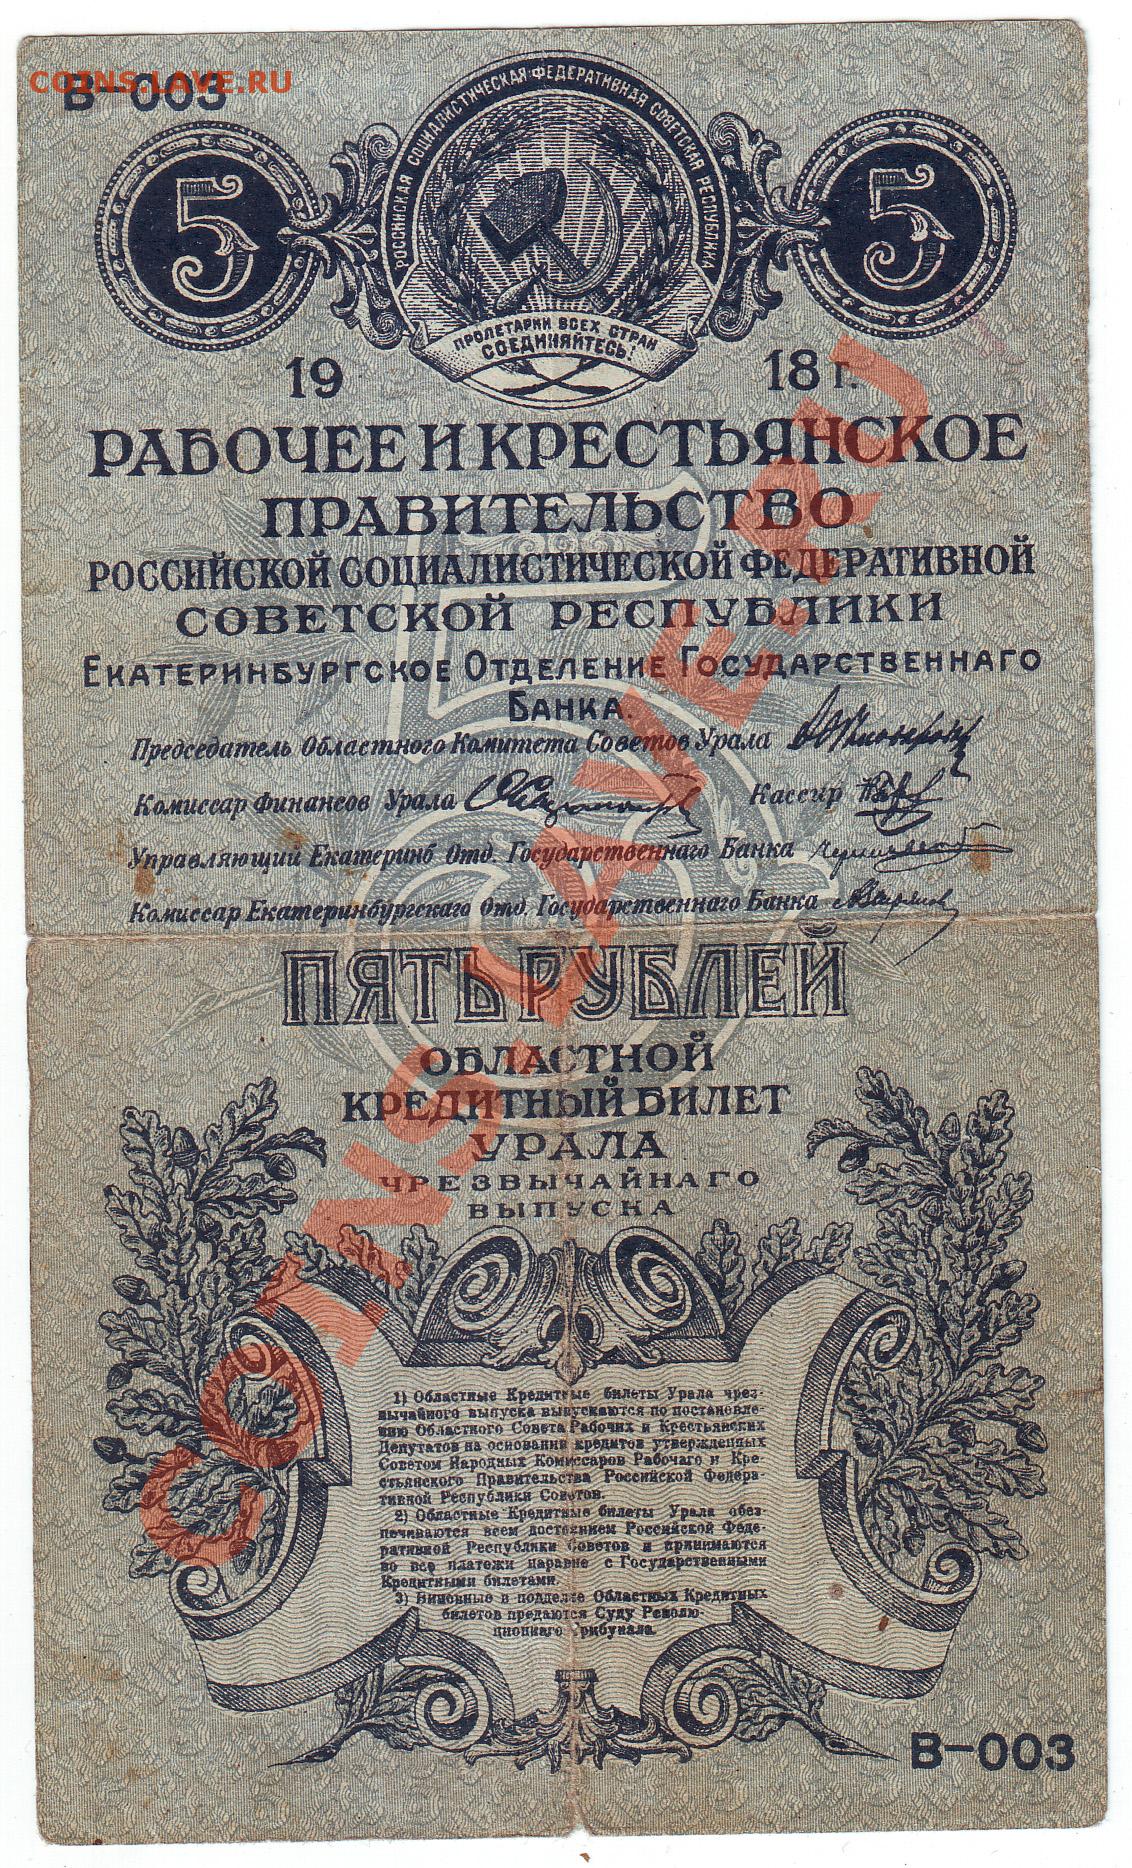 COINS.LAVE.RU
В-003
РОССИЙСКАЯ СОЦИАЛИСТИЧЕСКАЯ ФЕДЕРАТИВНАЯ СОВЕТСКАЯ РЕСПУБЛИКА
5
5
ПРОЛЕТАРИИ ВСЕХ СТРАН
СОЕДИНЯЙТЕСЬ!
19 18 г.
РАБОЧЕЕ И КРЕСТЬЯНСКОЕ
ПРАВИТЕЛЬСТВО
РОССИЙСКОЙ СОЦИАЛИСТИЧЕСКОЙ ФЕДЕРАТИВНОЙ
СОВЕТСКОЙ РЕСПУБЛИКИ
ЕКАТЕРИНБУРГСКОЕ ОТДЕЛЕНИЕ ГОСУДАРСТВЕННАГО
БАНКА.
Председатель Областного Комитета Советов Урала
Комиссар Финансов Урала Кассир
Управляющий Екатеринб Отд. Государственнаго Банка
Комиссар Екатеринбургскаго Отд. Государственнаго Банка
5
ПЯТЬ РУБЛЕЙ
ОБЛАСТНОЙ
КРЕДИТНЫЙ БИЛЕТ
УРАЛА
ЧРЕЗВЫЧАЙНАГО
ВЫПУСКА
1) Областные Кредитные билеты Урала чрез-
вычайного выпуска выпускаются по постановле-
нию Областного Совета Рабочих и Крестьянских
Депутатов на основании кредитов утвержденных
Советом Народных Комиссаров Рабочаго и Кре-
стьянского Правительства Российской Федера-
тивной Республики Советов.
2) Областные Кредитные билеты Урала обез-
печиваются всем достоянием Российской Феде-
ративной Республики Советов и принимаются
во все платежи наравне с Государственными
Кредитными билетами.
3) Виновные в подделке Областных Кредитных
билетов предаются Суду Револю-
ционнаго Трибунала.
В-003
COINS.LAVE.RU